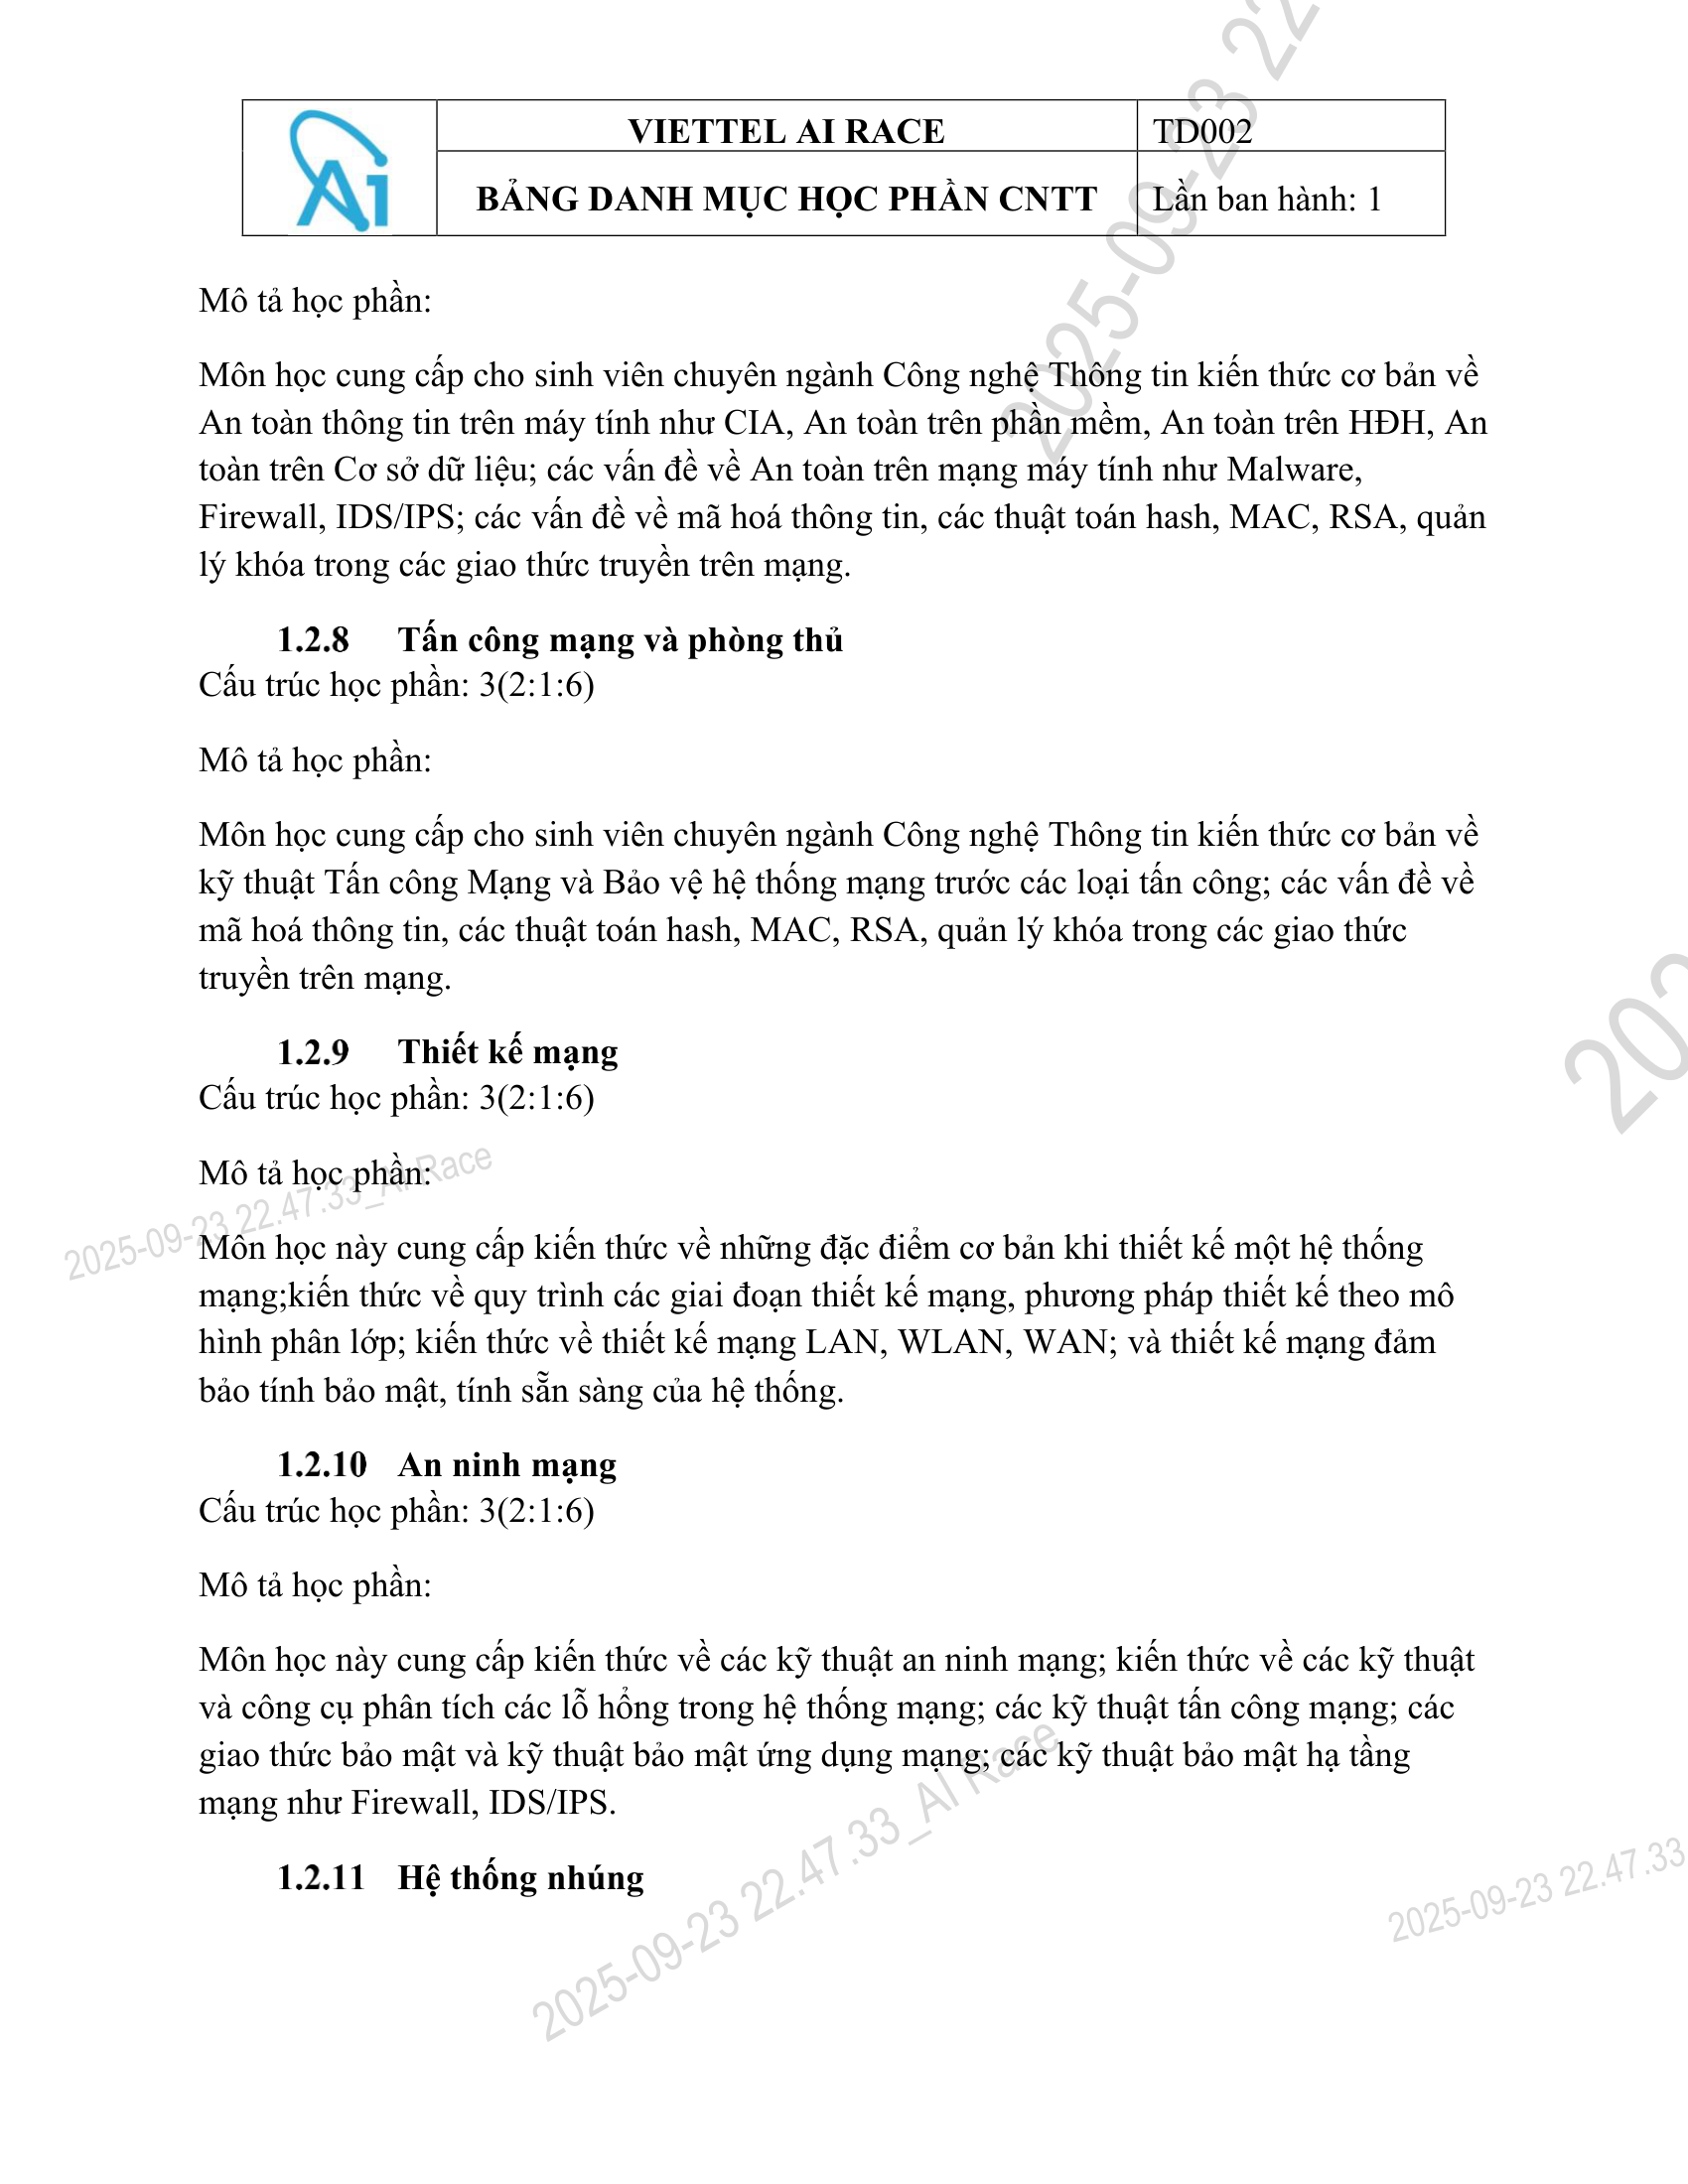 VIETTEL AI RACE
TD002
BẢNG DANH MỤC HỌC PHẦN CNTT
Lần ban hành: 1
Ai
Mô tả học phần:
Môn học cung cấp cho sinh viên chuyên ngành Công nghệ Thông tin kiến thức cơ bản về
An toàn thông tin trên máy tính như CIA, An toàn trên phần mềm, An toàn trên HĐH, An
toàn trên Cơ sở dữ liệu; các vấn đề về An toàn trên mạng máy tính như Malware,
Firewall, IDS/IPS; các vấn đề về mã hoá thông tin, các thuật toán hash, MAC, RSA, quản
lý khóa trong các giao thức truyền trên mạng.
1.2.8 Tấn công mạng và phòng thủ
Cấu trúc học phần: 3(2:1:6)
Mô tả học phần:
Môn học cung cấp cho sinh viên chuyên ngành Công nghệ Thông tin kiến thức cơ bản về
kỹ thuật Tấn công Mạng và Bảo vệ hệ thống mạng trước các loại tấn công; các vấn đề về
mã hoá thông tin, các thuật toán hash, MAC, RSA, quản lý khóa trong các giao thức
truyền trên mạng.
1.2.9 Thiết kế mạng
Cấu trúc học phần: 3(2:1:6)
Mô tả học phần:
Môn học này cung cấp kiến thức về những đặc điểm cơ bản khi thiết kế một hệ thống
mạng;kiến thức về quy trình các giai đoạn thiết kế mạng, phương pháp thiết kế theo mô
hình phân lớp; kiến thức về thiết kế mạng LAN, WLAN, WAN; và thiết kế mạng đảm
bảo tính bảo mật, tính sẵn sàng của hệ thống.
1.2.10 An ninh mạng
Cấu trúc học phần: 3(2:1:6)
Mô tả học phần:
Môn học này cung cấp kiến thức về các kỹ thuật an ninh mạng; kiến thức về các kỹ thuật
và công cụ phân tích các lỗ hổng trong hệ thống mạng; các kỹ thuật tấn công mạng; các
giao thức bảo mật và kỹ thuật bảo mật ứng dụng mạng; các kỹ thuật bảo mật hạ tầng
mạng như Firewall, IDS/IPS.
1.2.11 Hệ thống nhúng
2025-09-23 22
202
2025-09-23 22.47.33_AI Race
2025-09-23 22.47.33_AI Race
2025-09-23 22.47.33